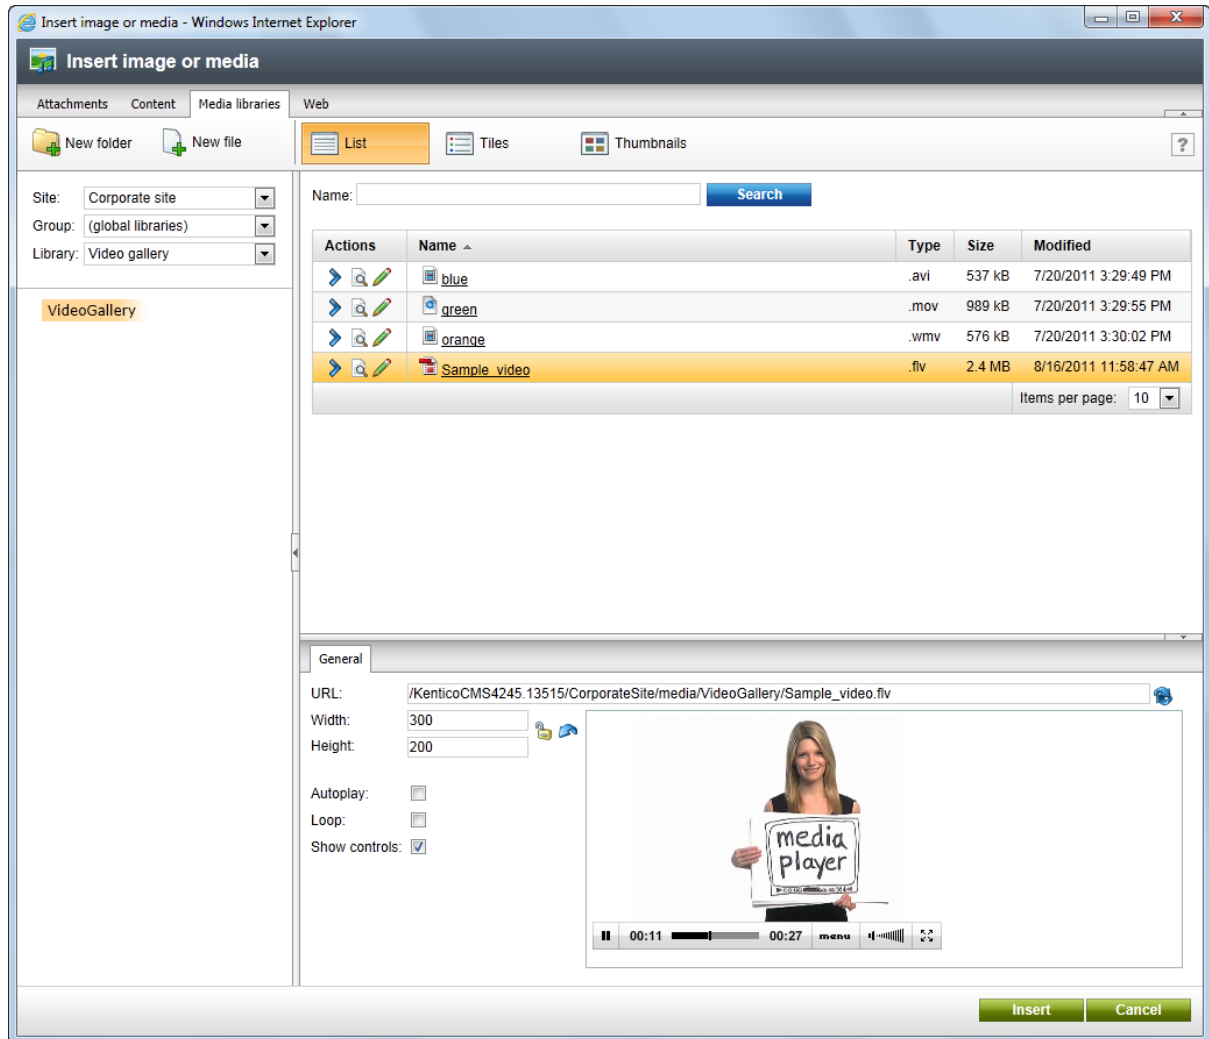 Insert image or media - Windows Internet Explorer
Insert image or media
Attachments Content Media libraries Web
New folder New file List Tiles Thumbnails ?
Site: Corporate site
Group: (global libraries)
Library: Video gallery
VideoGallery
Name: Search
Actions Name Type Size Modified
blue .avi 537 kB 7/20/2011 3:29:49 PM
green .mov 989 kB 7/20/2011 3:29:55 PM
orange .wmv 576 kB 7/20/2011 3:30:02 PM
Sample_video .flv 2.4 MB 8/16/2011 11:58:47 AM
Items per page: 10
General
URL: /KenticoCMS4245.13515/CorporateSite/media/VideoGallery/Sample_video.flv
Width: 300
Height: 200
Autoplay:
Loop:
Show controls:
media
player
00:11 00:27 menu
Insert Cancel